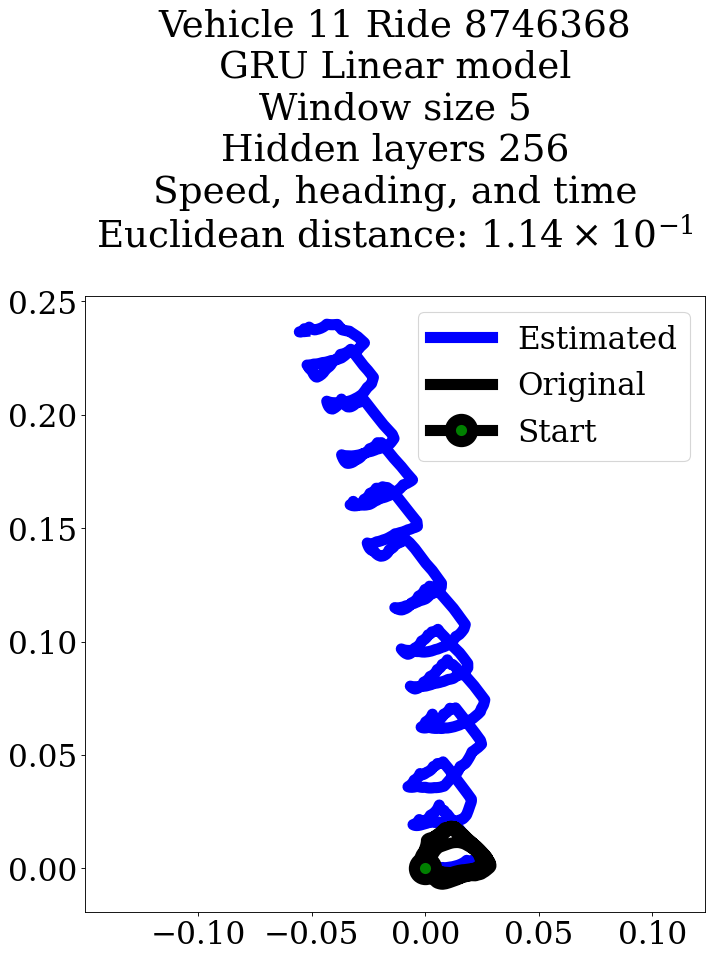 Vehicle 11 Ride 8746368
GRU Linear model
Window size 5
Hidden layers 256
Speed, heading, and time
Euclidean distance: 1.14 × 10⁻¹
0.25
0.20
0.15
0.10
0.05
0.00
Estimated
Original
Start
−0.10 −0.05 0.00 0.05 0.10